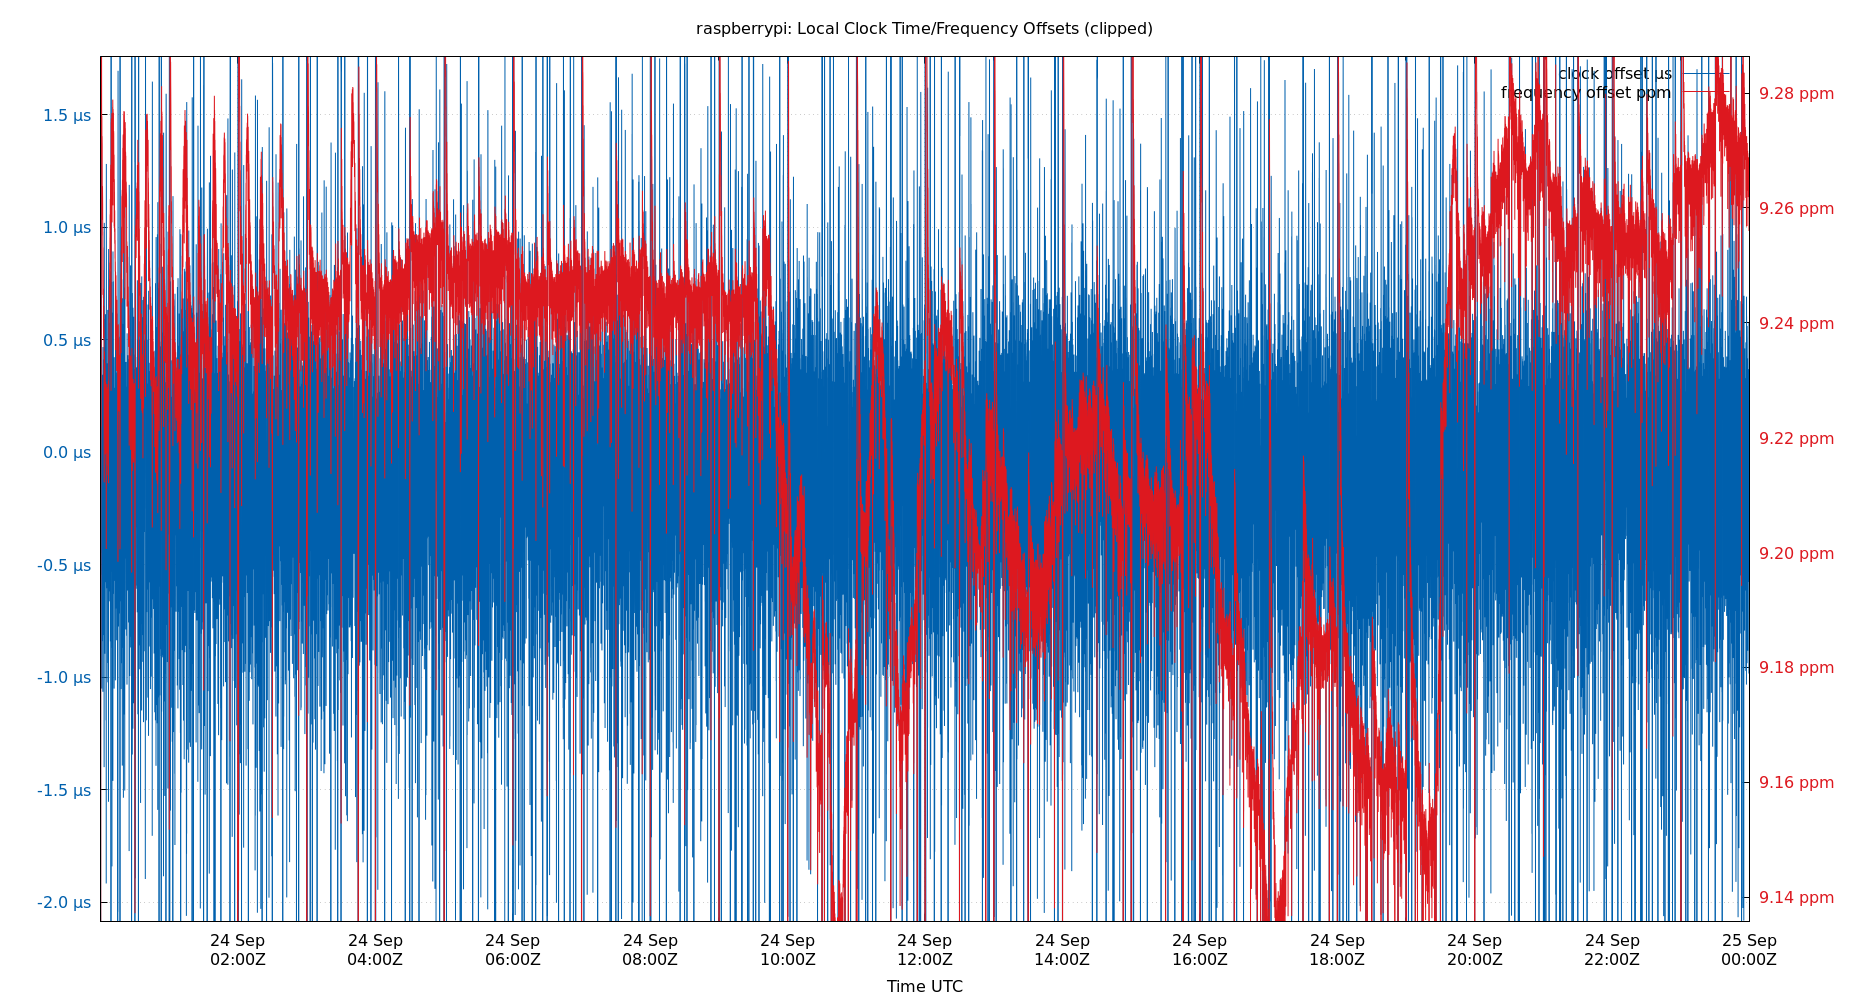 raspberrypi: Local Clock Time/Frequency Offsets (clipped)
clock offset µs
frequency offset ppm
1.5 µs
1.0 µs
0.5 µs
0.0 µs
-0.5 µs
-1.0 µs
-1.5 µs
-2.0 µs
9.28 ppm
9.26 ppm
9.24 ppm
9.22 ppm
9.20 ppm
9.18 ppm
9.16 ppm
9.14 ppm
24 Sep 24 Sep 24 Sep 24 Sep 24 Sep 24 Sep 24 Sep 24 Sep 24 Sep 24 Sep 24 Sep 25 Sep
02:00Z 04:00Z 06:00Z 08:00Z 10:00Z 12:00Z 14:00Z 16:00Z 18:00Z 20:00Z 22:00Z 00:00Z
Time UTC